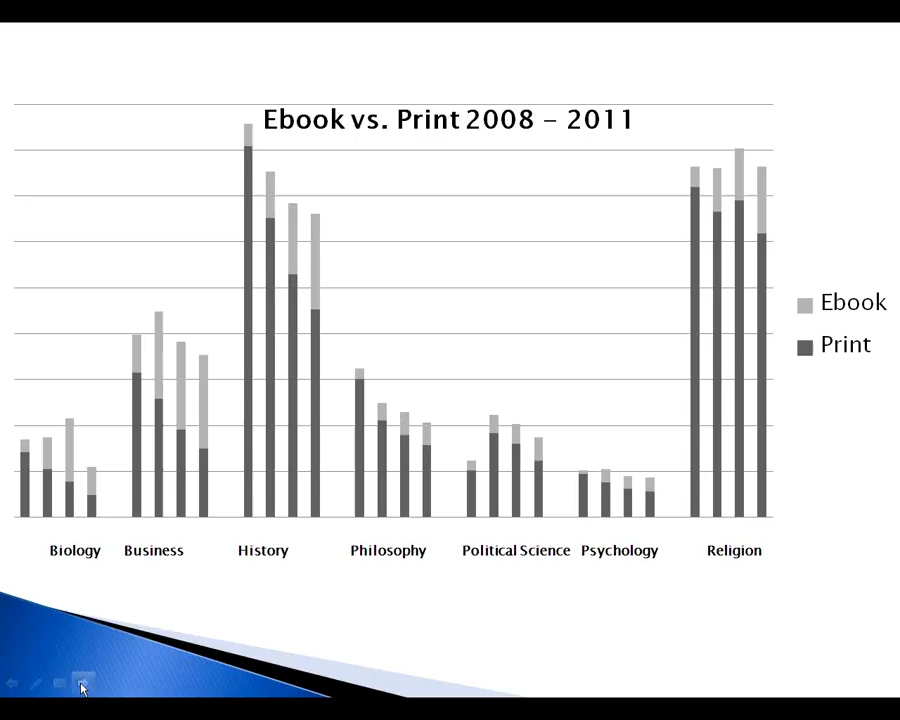 Ebook vs. Print 2008 – 2011
Ebook
Print
Biology Business History Philosophy Political Science Psychology Religion